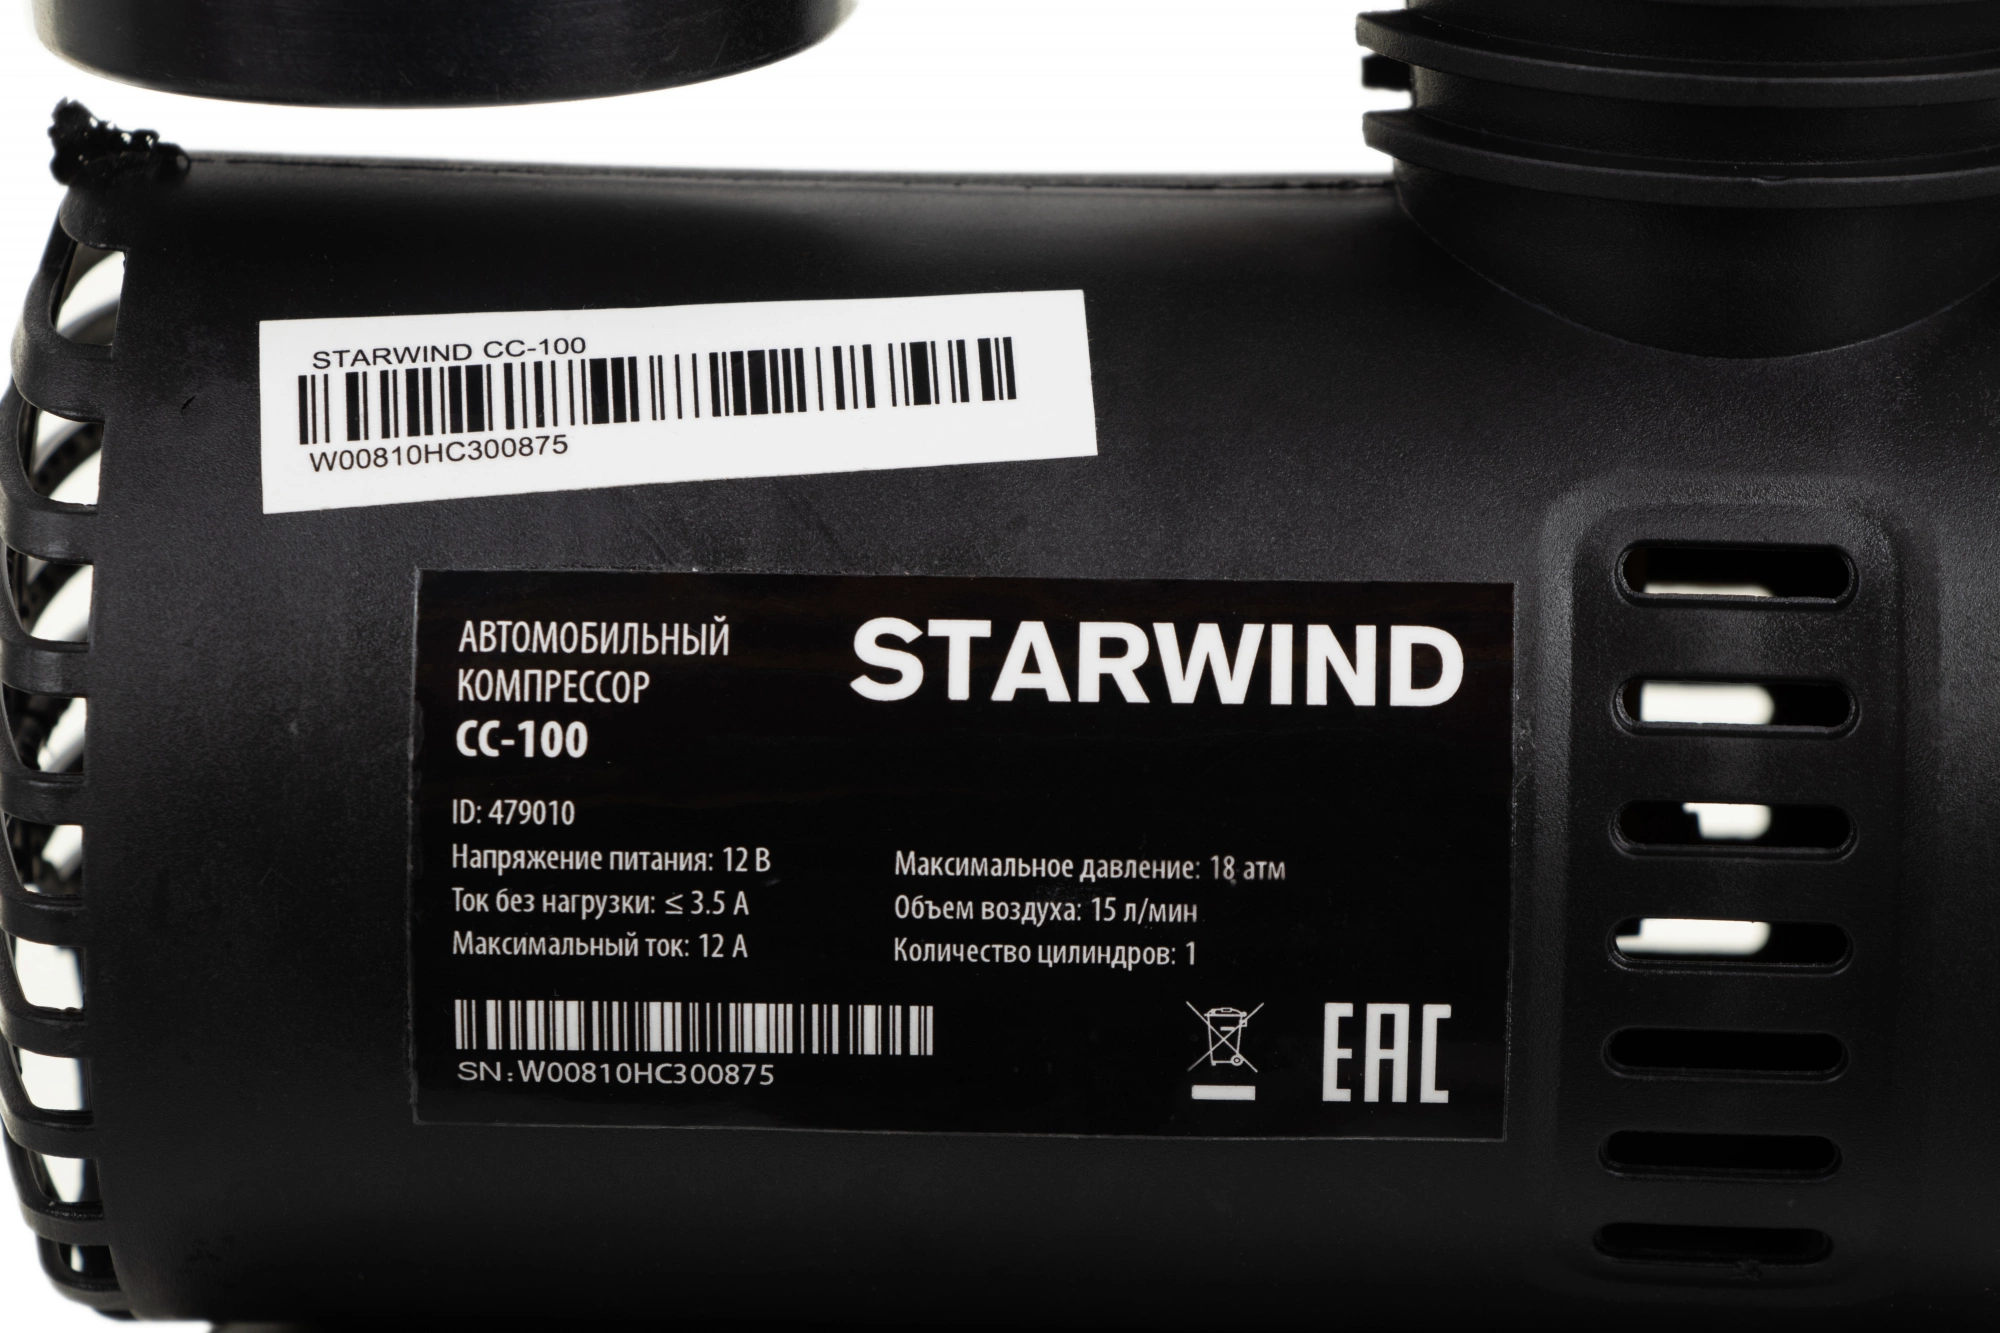 STARWIND CC-100
W00810HC300875
АВТОМОБИЛЬНЫЙ
КОМПРЕССОР
CC-100
STARWIND
ID: 479010
Напряжение питания: 12 В
Ток без нагрузки: ≤ 3.5 А
Максимальный ток: 12 А
Максимальное давление: 18 атм
Объем воздуха: 15 л/мин
Количество цилиндров: 1
SN:W00810HC300875
EAC